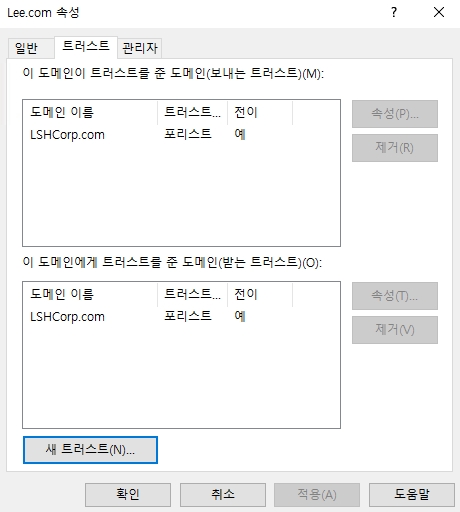 Lee.com 속성
일반 트러스트 관리자
이 도메인이 트러스트를 준 도메인(보내는 트러스트)(M):
도메인 이름 트러스트... 전이
LSHCorp.com 포리스트 예
속성(P)...
제거(R)
이 도메인에게 트러스트를 준 도메인(받는 트러스트)(O):
도메인 이름 트러스트... 전이
LSHCorp.com 포리스트 예
속성(T)...
제거(V)
새 트러스트(N)...
확인 취소 적용(A) 도움말